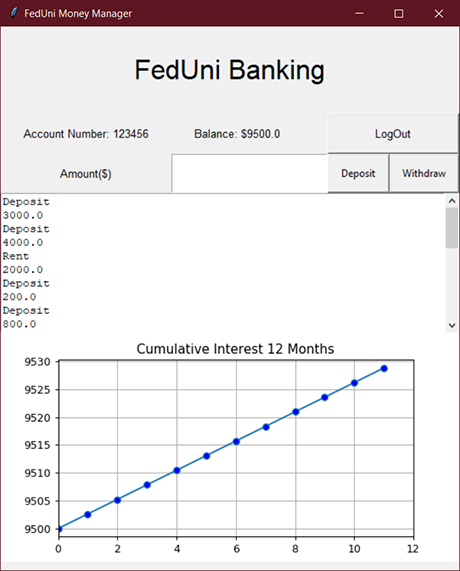 FedUni Money Manager
FedUni Banking
Account Number: 123456 Balance: $9500.0 LogOut
Amount($) Deposit Withdraw
Deposit
3000.0
Deposit
4000.0
Rent
2000.0
Deposit
200.0
Deposit
800.0
Cumulative Interest 12 Months
9530
9525
9520
9515
9510
9505
9500
0 2 4 6 8 10 12